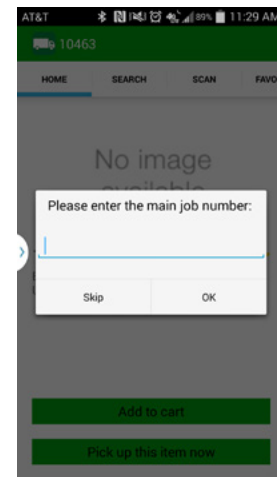 AT&T 89% 11:29 AM
10463
HOME SEARCH SCAN FAVO
No image
available
Please enter the main job number:
Skip OK
Add to cart
Pick up this item now